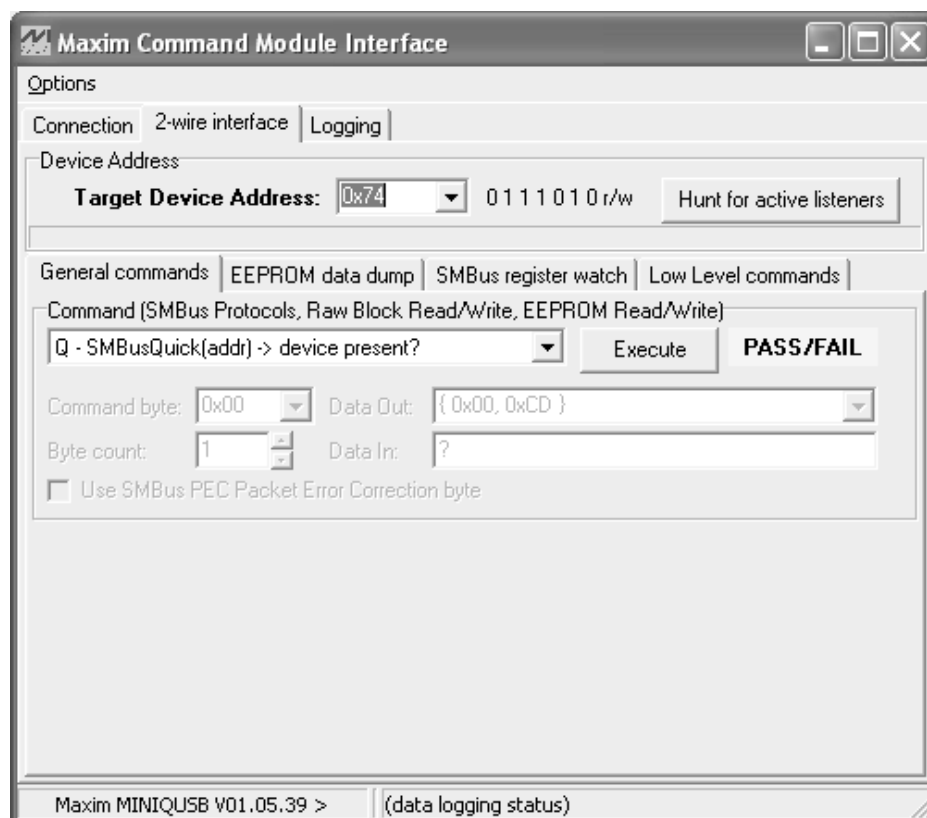 Maxim Command Module Interface
Options
Connection 2-wire interface Logging
Device Address
Target Device Address: 0x74 0 1 1 1 0 1 0 r/w Hunt for active listeners
General commands EEPROM data dump SMBus register watch Low Level commands
Command (SMBus Protocols, Raw Block Read/Write, EEPROM Read/Write)
Q - SMBusQuick(addr) -> device present? Execute PASS/FAIL
Command byte: 0x00 Data Out: { 0x00, 0xCD }
Byte count: 1 Data In: ?
Use SMBus PEC Packet Error Correction byte
Maxim MINIQUSB V01.05.39 > (data logging status)